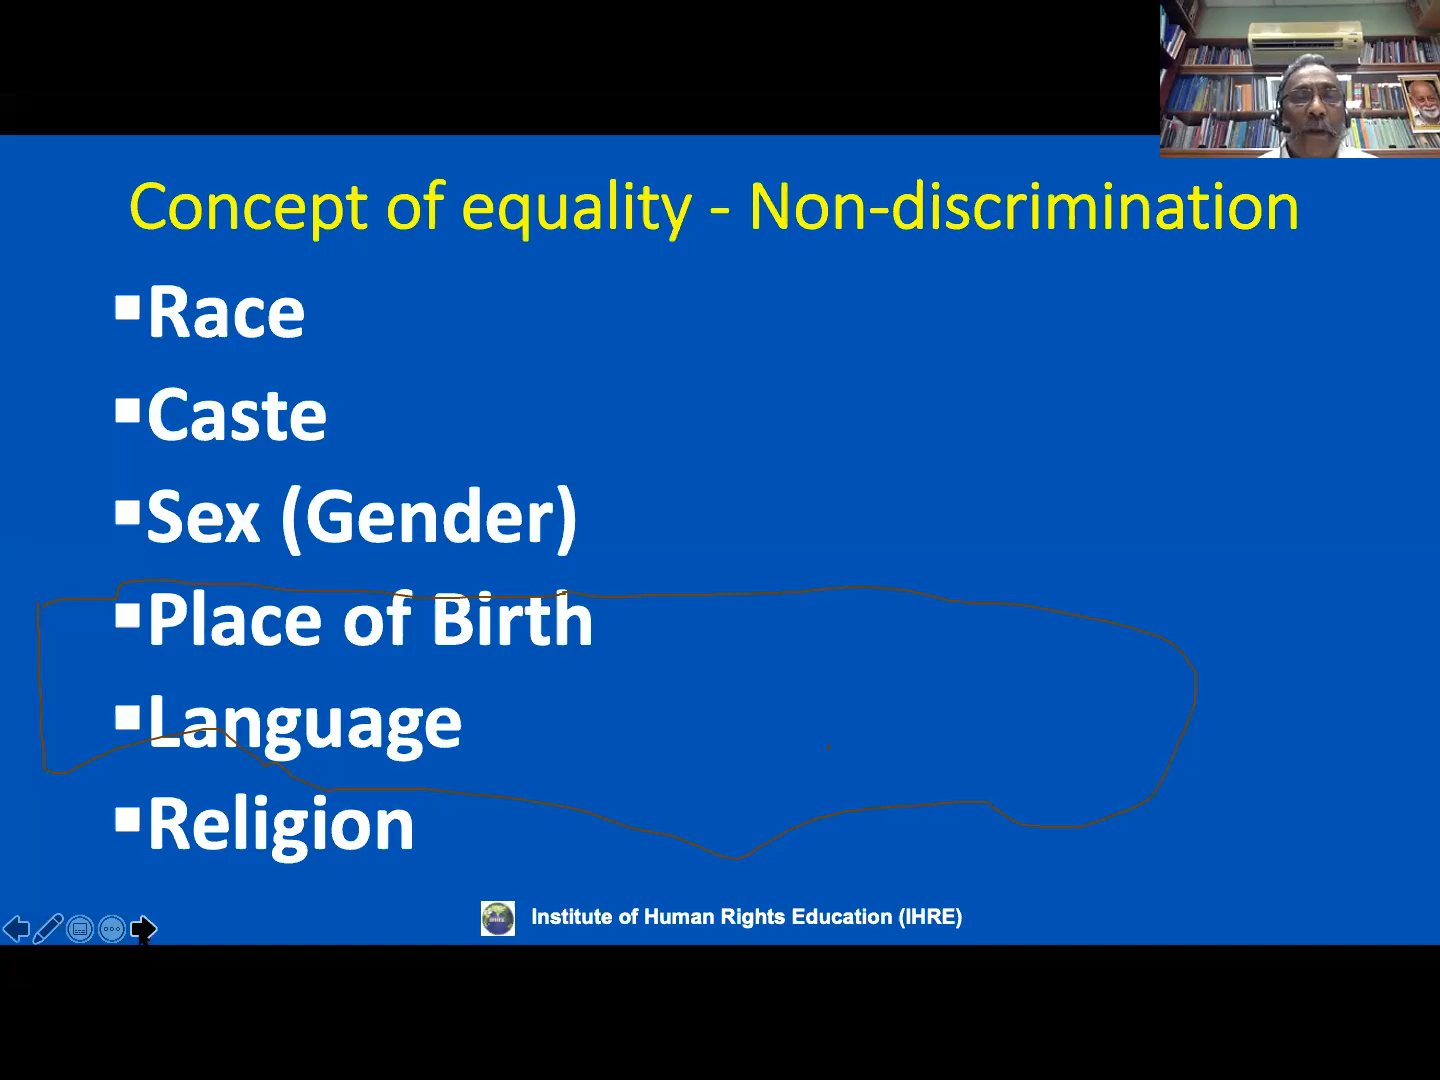 Concept of equality - Non-discrimination
▪Race
▪Caste
▪Sex (Gender)
▪Place of Birth
▪Language
▪Religion
Institute of Human Rights Education (IHRE)